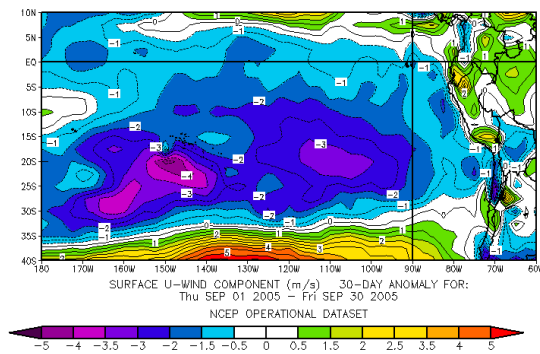 10N
5N
EQ
5S
10S
15S
20S
25S
30S
35S
40S
180 170W 160W 150W 140W 130W 120W 110W 100W 90W 80W 70W 60W
SURFACE U-WIND COMPONENT (m/s) 30-DAY ANOMALY FOR:
Thu SEP 01 2005 – Fri SEP 30 2005
NCEP OPERATIONAL DATASET
-5 -4 -3.5 -3 -2.5 -2 -1.5 -0.5 0 0.5 1.5 2 2.5 3.5 4 5